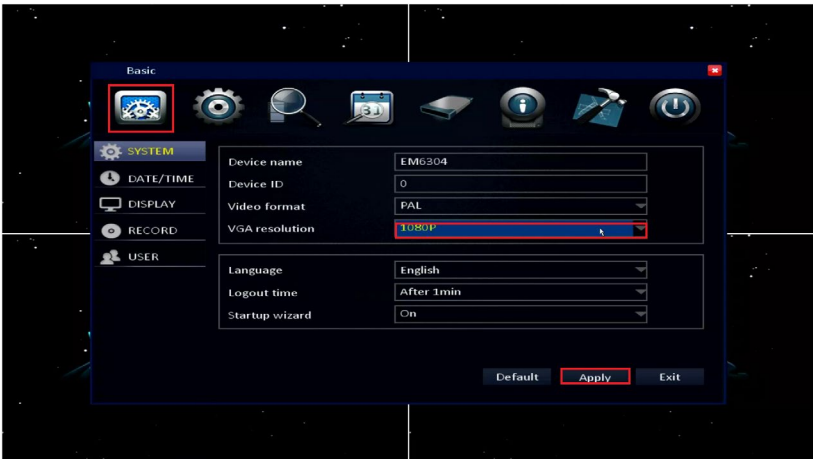 Basic
31
SYSTEM
DATE/TIME
DISPLAY
RECORD
USER
Device name EM6304
Device ID 0
Video format PAL
VGA resolution 1080P
Language English
Logout time After 1min
Startup wizard On
Default Apply Exit